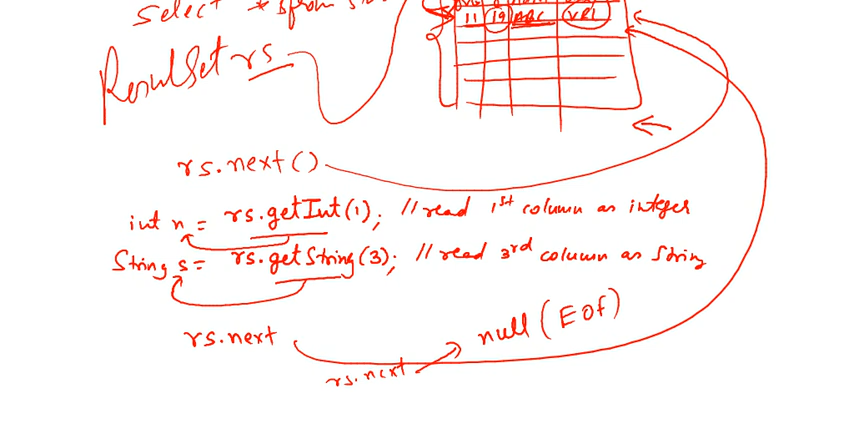 select *
11 19 ABC VPI
ResultSet rs
rs.next()
int n = rs.getInt(1); //read 1st column as integer
String s = rs.getString(3); //read 3rd column as String
rs.next
null (EOf)
rs.next